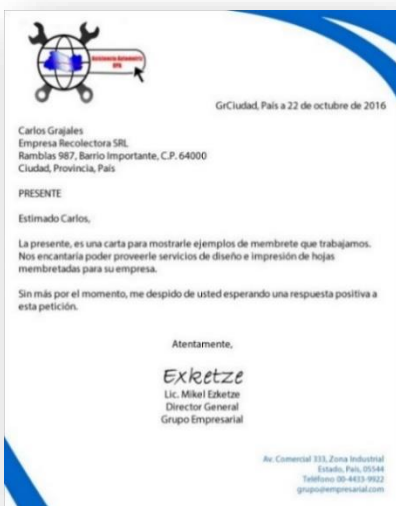 Asistencia Automotriz
GPN
GrCiudad, País a 22 de octubre de 2016
Carlos Grajales
Empresa Recolectora SRL
Ramblas 987, Barrio Importante, C.P. 64000
Ciudad, Provincia, País
PRESENTE
Estimado Carlos,
La presente, es una carta para mostrarle ejemplos de membrete que trabajamos.
Nos encantaría poder proveerle servicios de diseño e impresión de hojas
membretadas para su empresa.
Sin más por el momento, me despido de usted esperando una respuesta positiva a
esta petición.
Atentamente,
Exketze
Lic. Mikel Ezketze
Director General
Grupo Empresarial
Av. Comercial 333, Zona Industrial
Estado, País, 05544
Teléfono 00-4433-9922
grupo@empresarial.com